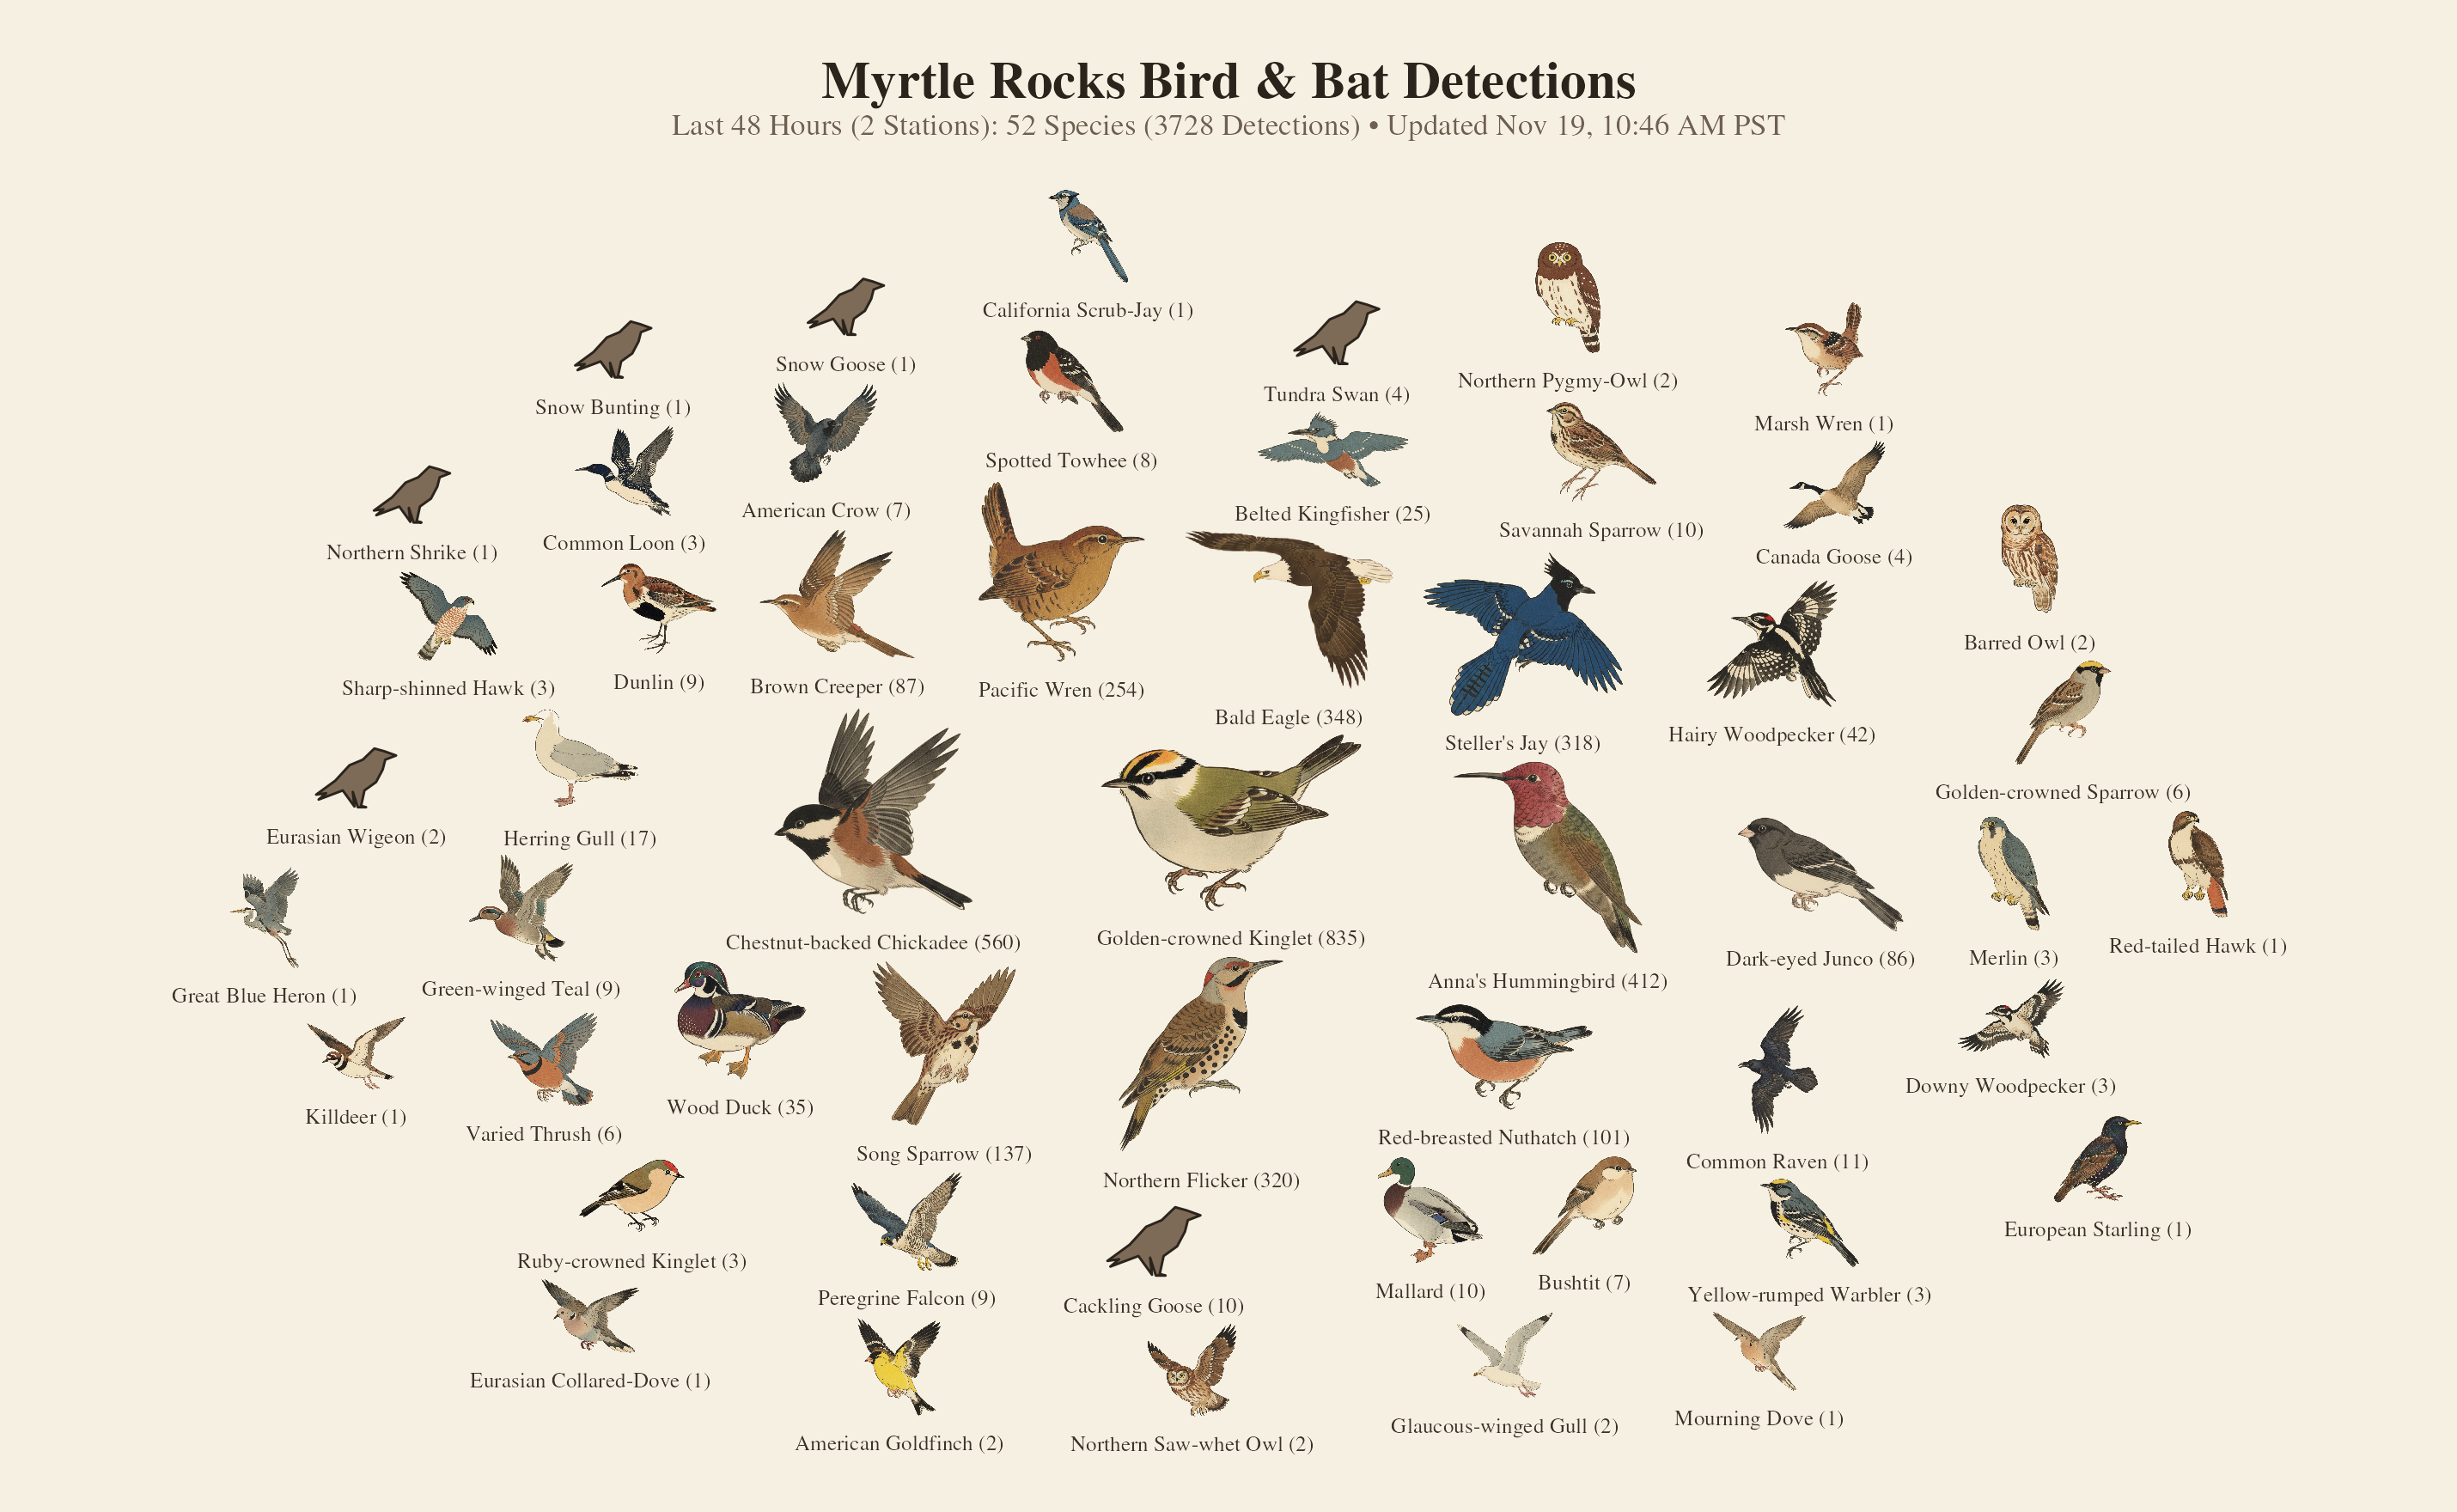 Myrtle Rocks Bird & Bat Detections
Last 48 Hours (2 Stations): 52 Species (3728 Detections) • Updated Nov 19, 10:46 AM PST
California Scrub-Jay (1)
Snow Goose (1)
Northern Pygmy-Owl (2)
Tundra Swan (4)
Snow Bunting (1)
Marsh Wren (1)
Spotted Towhee (8)
American Crow (7)
Belted Kingfisher (25)
Savannah Sparrow (10)
Common Loon (3)
Northern Shrike (1)
Canada Goose (4)
Barred Owl (2)
Dunlin (9)
Brown Creeper (87)
Sharp-shinned Hawk (3)
Pacific Wren (254)
Bald Eagle (348)
Hairy Woodpecker (42)
Steller's Jay (318)
Golden-crowned Sparrow (6)
Eurasian Wigeon (2)
Herring Gull (17)
Golden-crowned Kinglet (835)
Chestnut-backed Chickadee (560)
Red-tailed Hawk (1)
Merlin (3)
Dark-eyed Junco (86)
Anna's Hummingbird (412)
Green-winged Teal (9)
Great Blue Heron (1)
Downy Woodpecker (3)
Wood Duck (35)
Killdeer (1)
Varied Thrush (6)
Red-breasted Nuthatch (101)
Song Sparrow (137)
Common Raven (11)
Northern Flicker (320)
European Starling (1)
Ruby-crowned Kinglet (3)
Bushtit (7)
Mallard (10)
Yellow-rumped Warbler (3)
Peregrine Falcon (9)
Cackling Goose (10)
Eurasian Collared-Dove (1)
Mourning Dove (1)
Glaucous-winged Gull (2)
American Goldfinch (2)
Northern Saw-whet Owl (2)